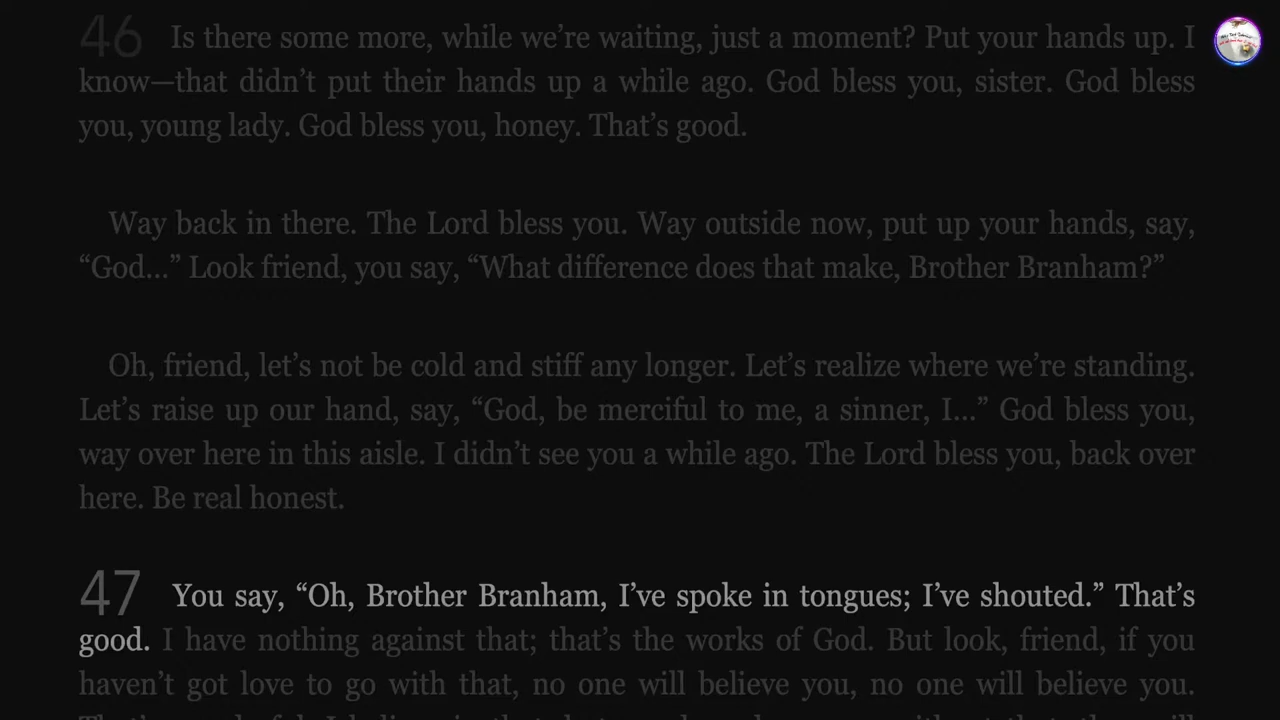 46 Is there some more, while we’re waiting, just a moment? Put your hands up. I
know—that didn’t put their hands up a while ago. God bless you, sister. God bless
you, young lady. God bless you, honey. That’s good.
Way back in there. The Lord bless you. Way outside now, put up your hands, say,
“God...” Look friend, you say, “What difference does that make, Brother Branham?”
Oh, friend, let’s not be cold and stiff any longer. Let’s realize where we’re standing.
Let’s raise up our hand, say, “God, be merciful to me, a sinner, I...” God bless you,
way over here in this aisle. I didn’t see you a while ago. The Lord bless you, back over
here. Be real honest.
47 You say, “Oh, Brother Branham, I’ve spoke in tongues; I’ve shouted.” That’s
good. I have nothing against that; that’s the works of God. But look, friend, if you
haven’t got love to go with that, no one will believe you, no one will believe you.